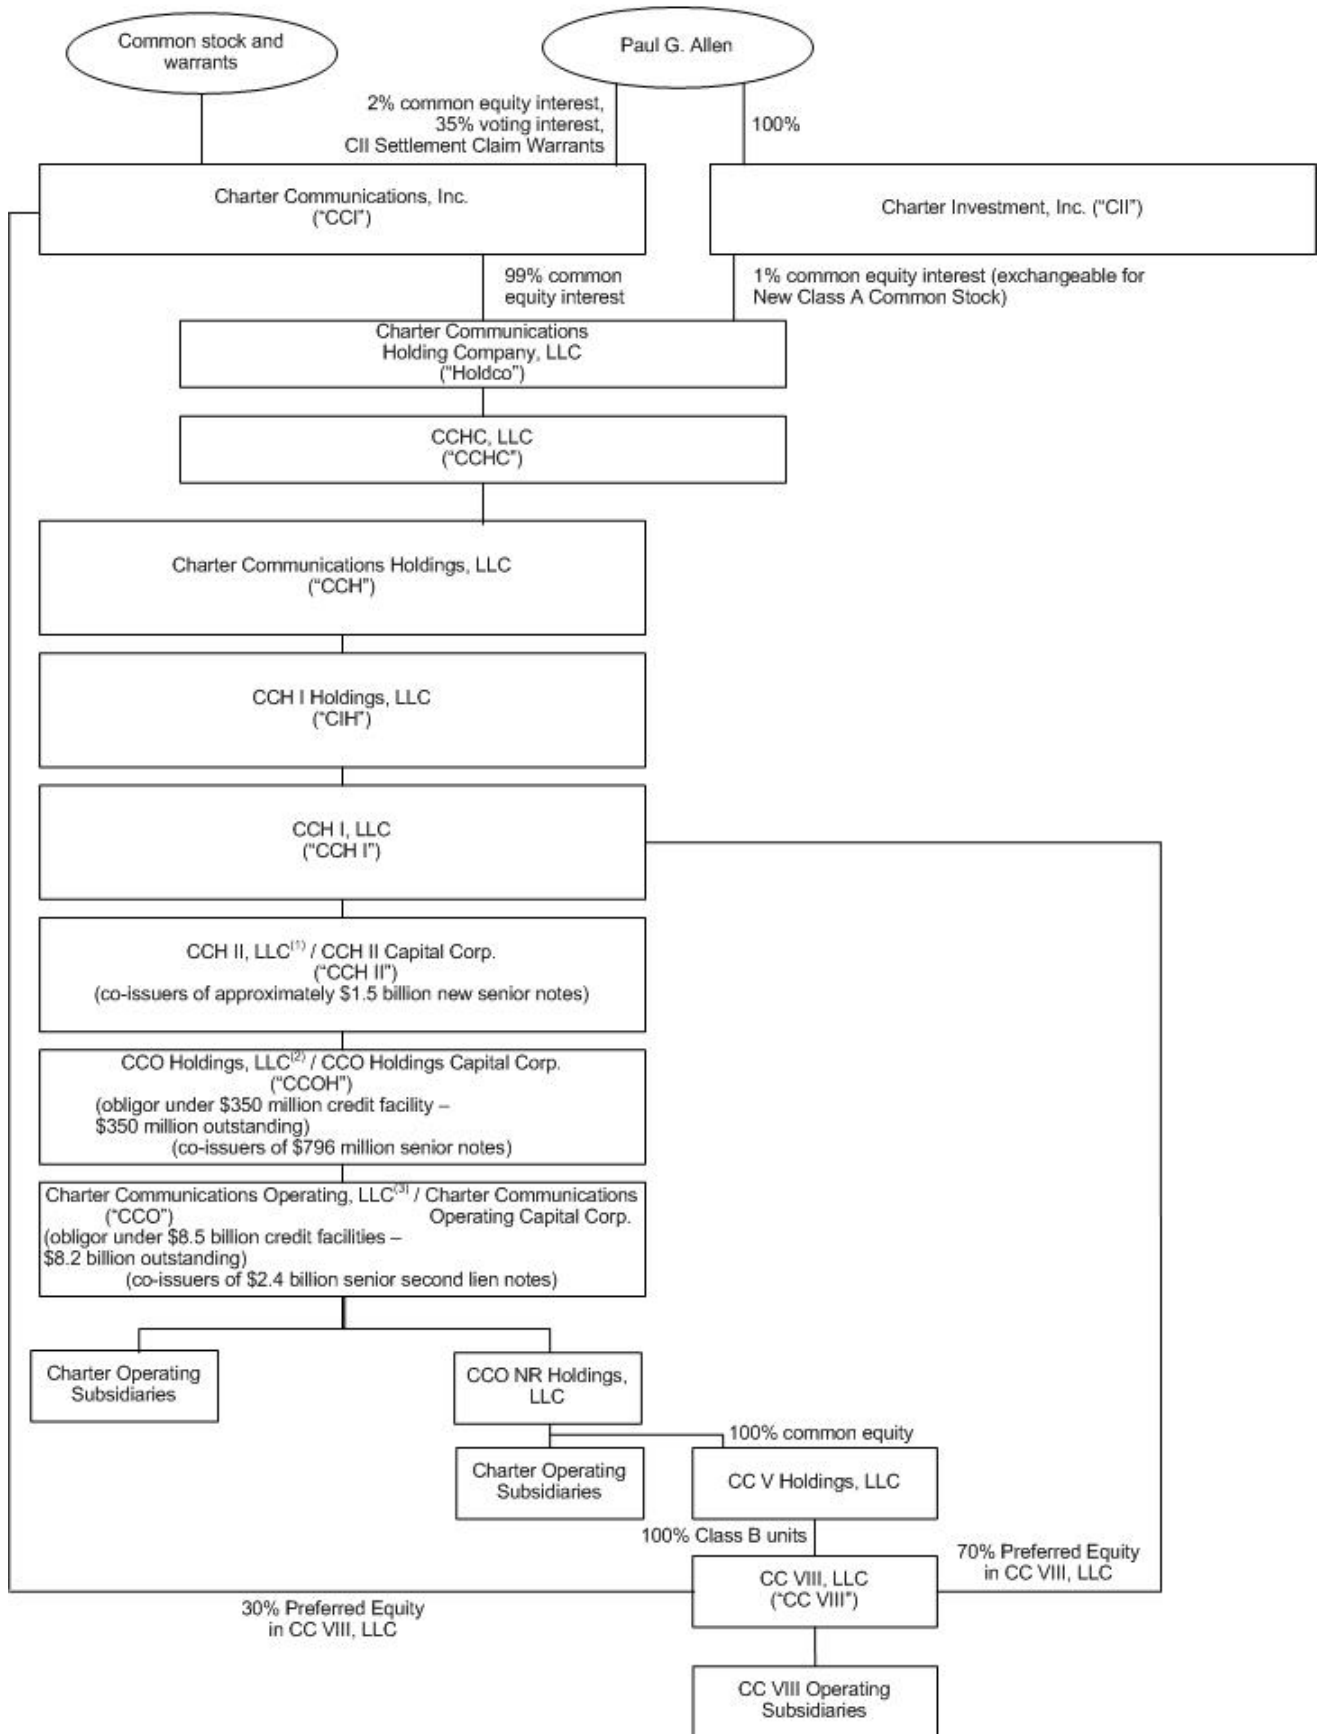 Common stock and
warrants
Paul G. Allen
2% common equity interest,
35% voting interest,
CII Settlement Claim Warrants
100%
Charter Communications, Inc.
(“CCI”)
Charter Investment, Inc. (“CII”)
99% common
equity interest
1% common equity interest (exchangeable for
New Class A Common Stock)
Charter Communications
Holding Company, LLC
(“Holdco”)
CCHC, LLC
(“CCHC”)
Charter Communications Holdings, LLC
(“CCH”)
CCH I Holdings, LLC
(“CIH”)
CCH I, LLC
(“CCH I”)
CCH II, LLC(1) / CCH II Capital Corp.
(“CCH II”)
(co-issuers of approximately $1.5 billion new senior notes)
CCO Holdings, LLC(2) / CCO Holdings Capital Corp.
(“CCOH”)
(obligor under $350 million credit facility –
$350 million outstanding)
(co-issuers of $796 million senior notes)
Charter Communications Operating, LLC(3) / Charter Communications
(“CCO”) Operating Capital Corp.
(obligor under $8.5 billion credit facilities –
$8.2 billion outstanding)
(co-issuers of $2.4 billion senior second lien notes)
Charter Operating
Subsidiaries
CCO NR Holdings,
LLC
100% common equity
Charter Operating
Subsidiaries
CC V Holdings, LLC
100% Class B units
CC VIII, LLC
(“CC VIII”)
70% Preferred Equity
in CC VIII, LLC
30% Preferred Equity
in CC VIII, LLC
CC VIII Operating
Subsidiaries